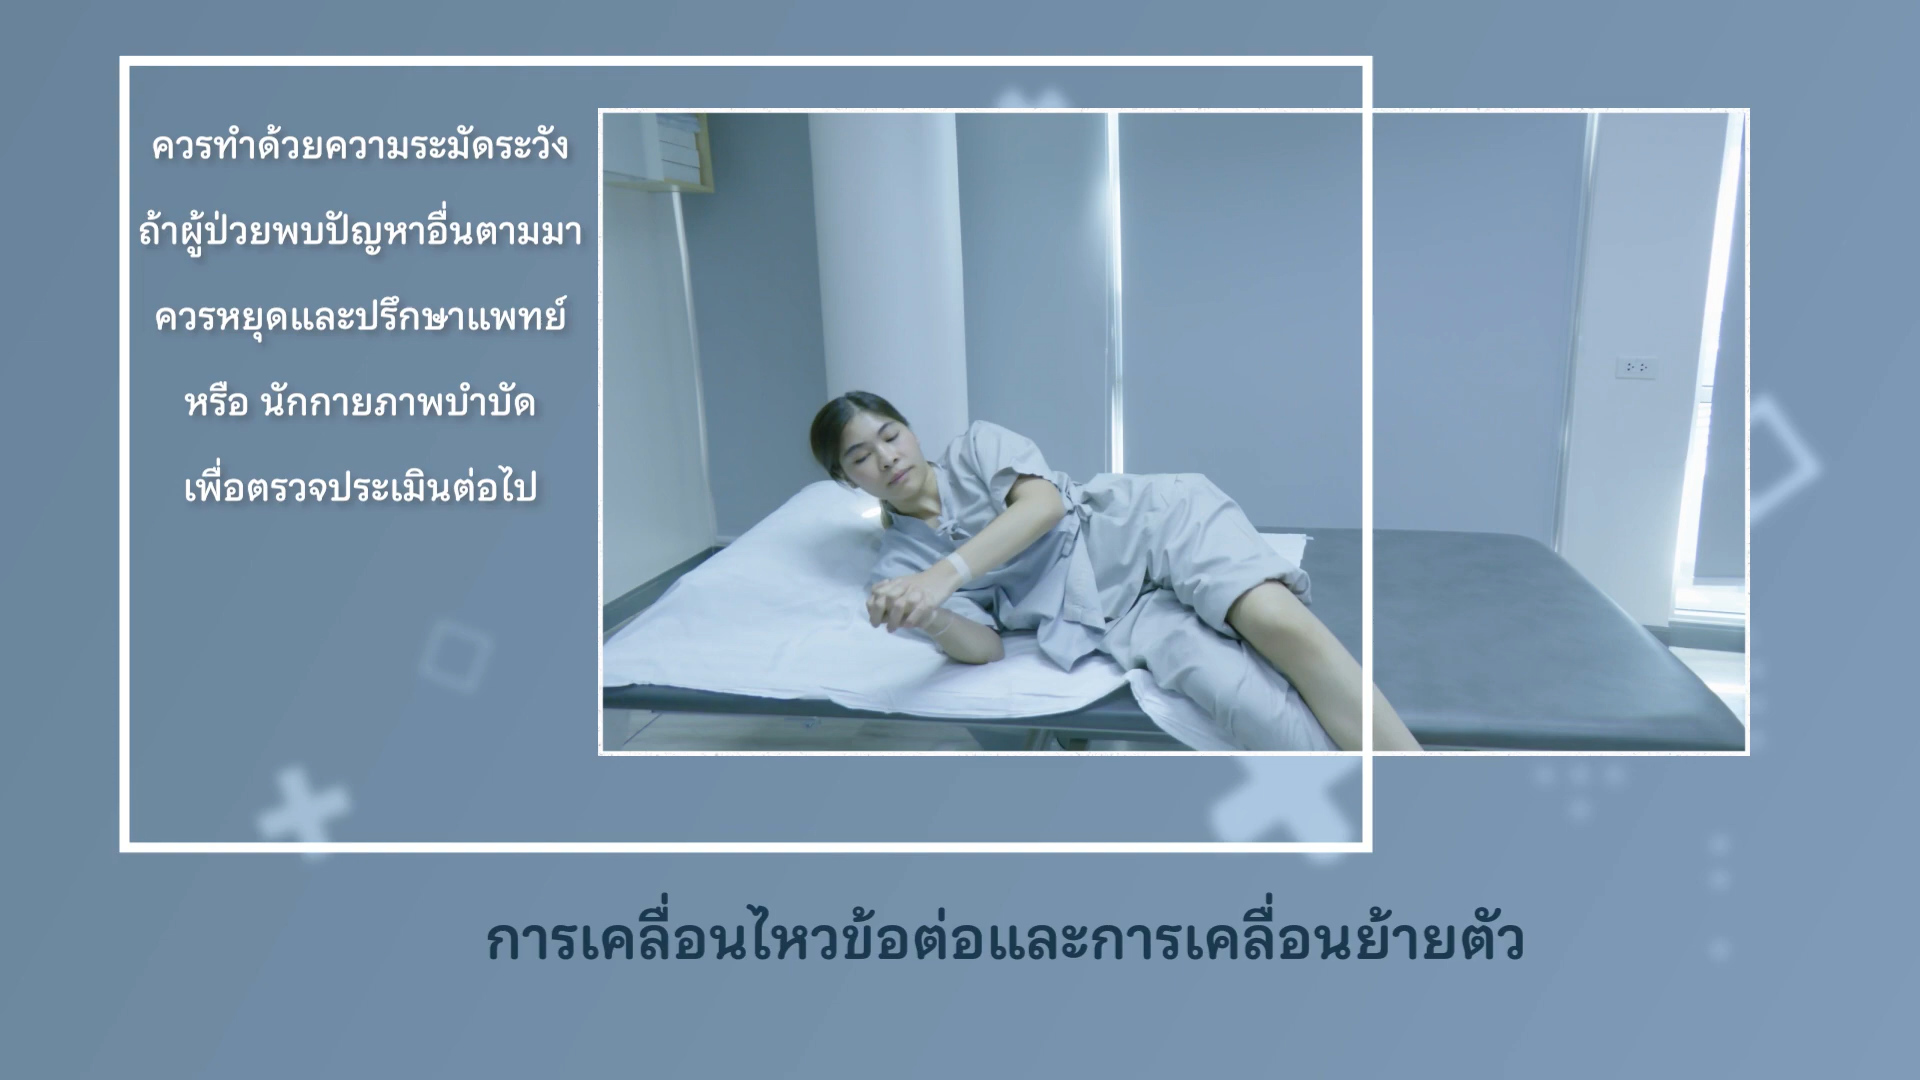 ควรทำด้วยความระมัดระวัง
ถ้าผู้ป่วยพบปัญหาอื่นตามมา
ควรหยุดและปรึกษาแพทย์
หรือ นักกายภาพบำบัด
เพื่อตรวจประเมินต่อไป
การเคลื่อนไหวข้อต่อและการเคลื่อนย้ายตัว